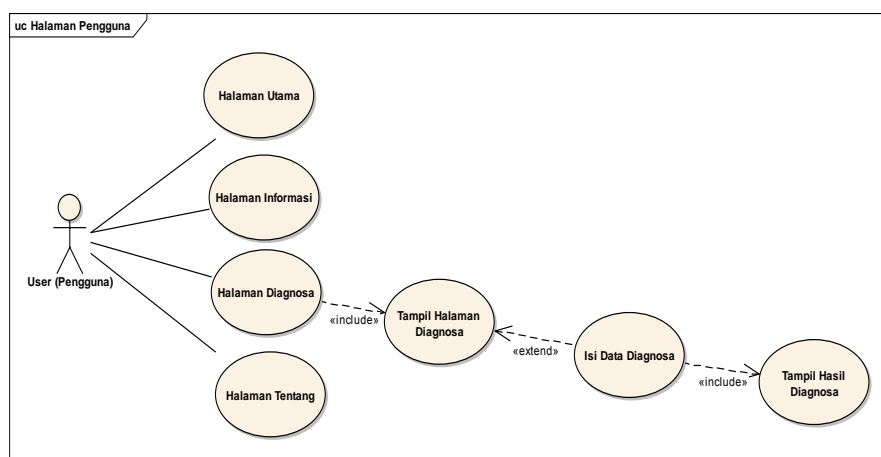 uc Halaman Pengguna
Halaman Utama
Halaman Informasi
User (Pengguna)
Halaman Diagnosa
«include»
Tampil Halaman
Diagnosa
«extend»
Isi Data Diagnosa
«include»
Tampil Hasil
Diagnosa
Halaman Tentang